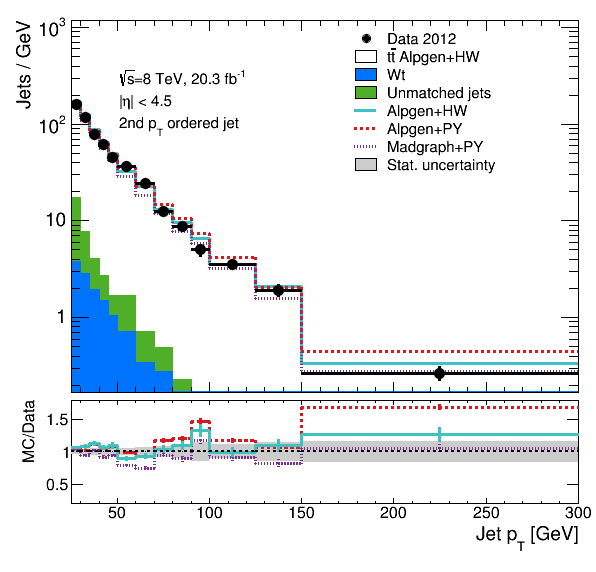 Jets / GeV
10³
10²
10
1
√s=8 TeV, 20.3 fb⁻¹
|η| < 4.5
2nd p_T ordered jet
Data 2012
tt̄ Alpgen+HW
Wt
Unmatched jets
Alpgen+HW
Alpgen+PY
Madgraph+PY
Stat. uncertainty
MC/Data
1.5
1
0.5
50 100 150 200 250 300
Jet p_T [GeV]